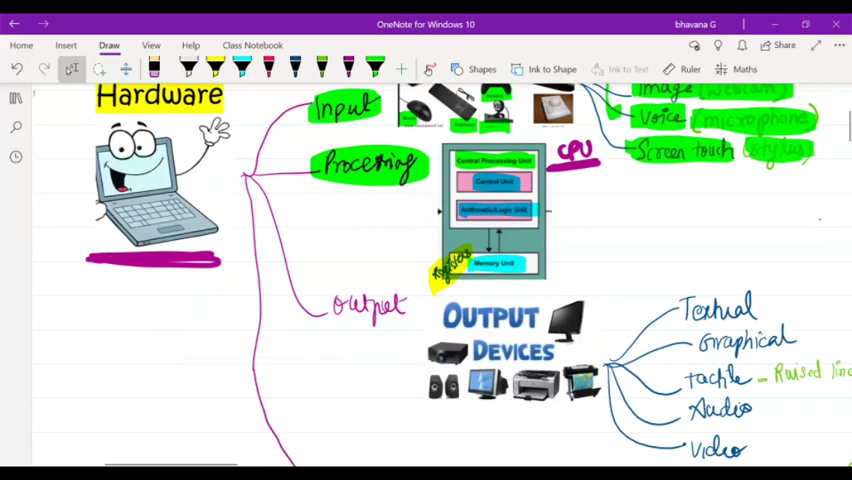 OneNote for Windows 10
bhavana G
Home Insert Draw View Help Class Notebook
Share
Shapes Ink to Shape Ink to Text Ruler Maths
Hardware
Input
Image (webcam)
Voice (microphone)
Screen touch (stylus)
Processing
CPU
Central Processing Unit
Control Unit
Arithmetic/Logic Unit
Registers
Memory Unit
Output
OUTPUT
DEVICES
Textual
Graphical
tactile - Raised line
Audio
Video